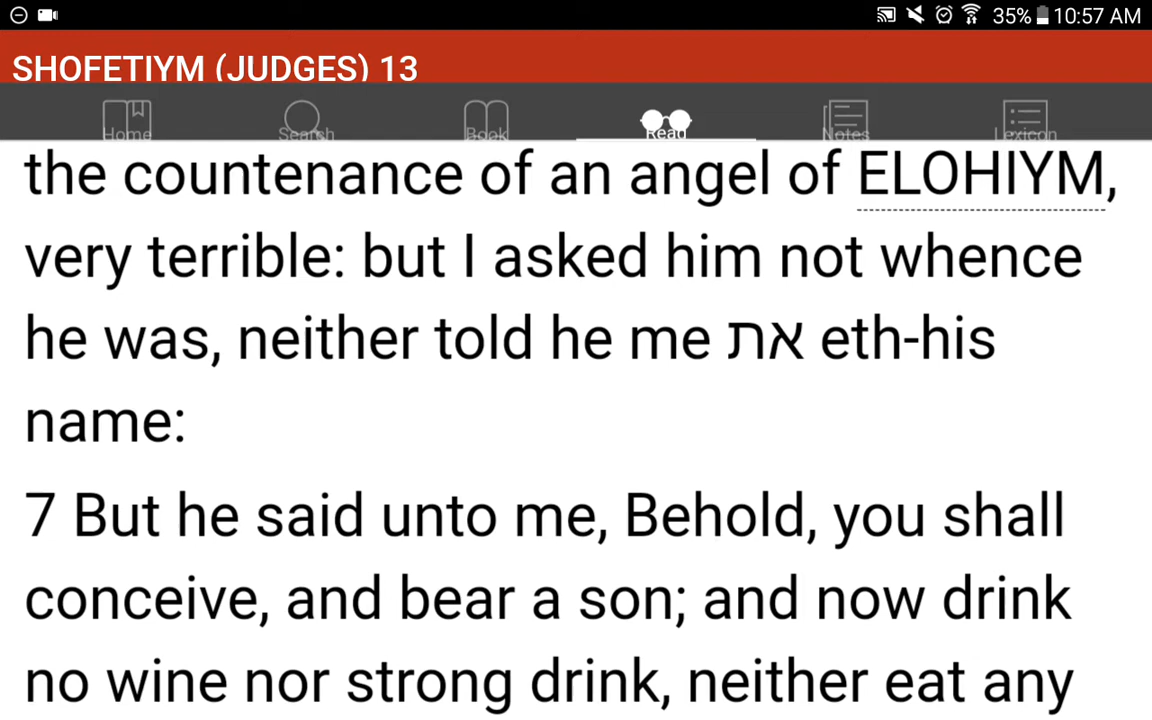 35% 10:57 AM
SHOFETIYM (JUDGES) 13
Home Search Book Read Notes Lexicon
the countenance of an angel of ELOHIYM,
very terrible: but I asked him not whence
he was, neither told he me את eth-his
name:
7 But he said unto me, Behold, you shall
conceive, and bear a son; and now drink
no wine nor strong drink, neither eat any